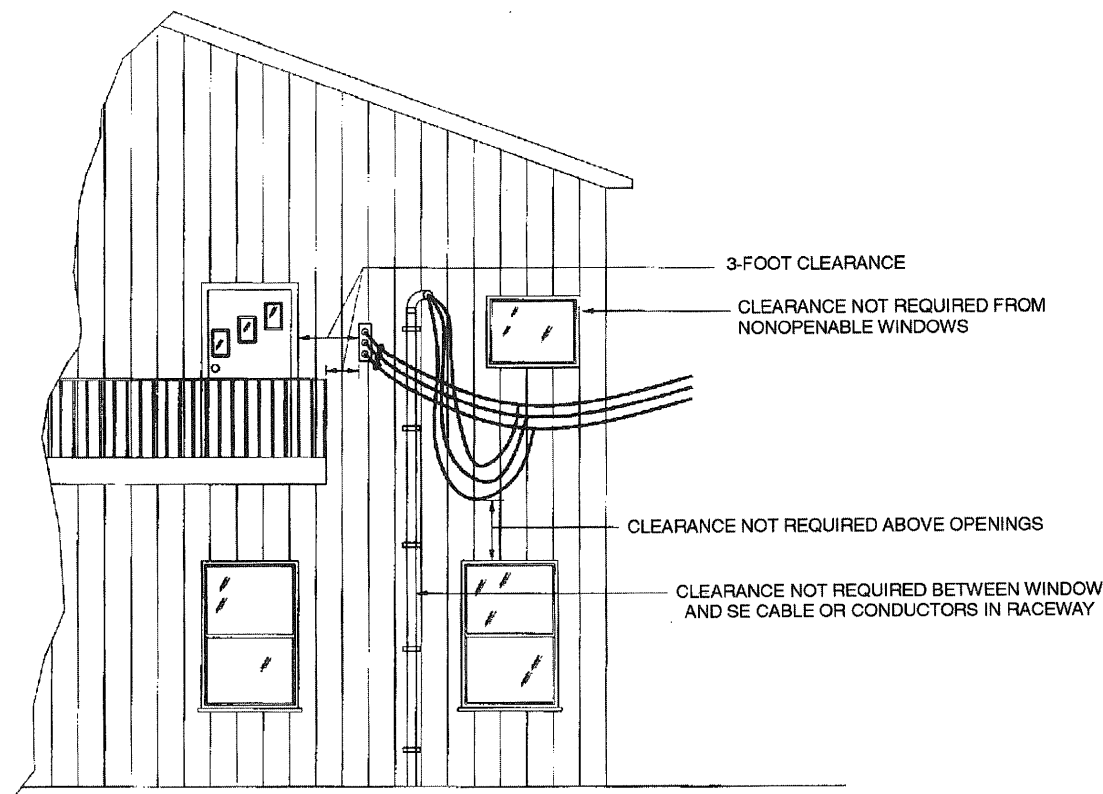 3-FOOT CLEARANCE
CLEARANCE NOT REQUIRED FROM
NONOPENABLE WINDOWS
CLEARANCE NOT REQUIRED ABOVE OPENINGS
CLEARANCE NOT REQUIRED BETWEEN WINDOW
AND SE CABLE OR CONDUCTORS IN RACEWAY